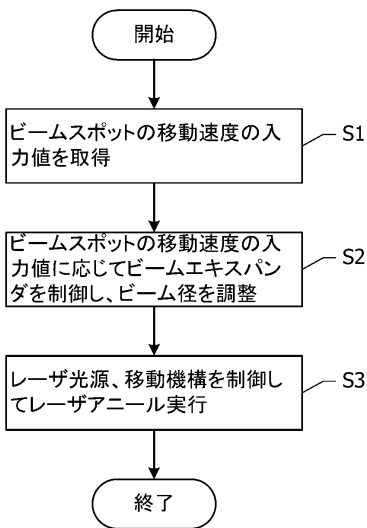 開始
ビームスポットの移動速度の入
力値を取得
S1
ビームスポットの移動速度の入
力値に応じてビームエキスパン
ダを制御し、ビーム径を調整
S2
レーザ光源、移動機構を制御し
てレーザアニール実行
S3
終了